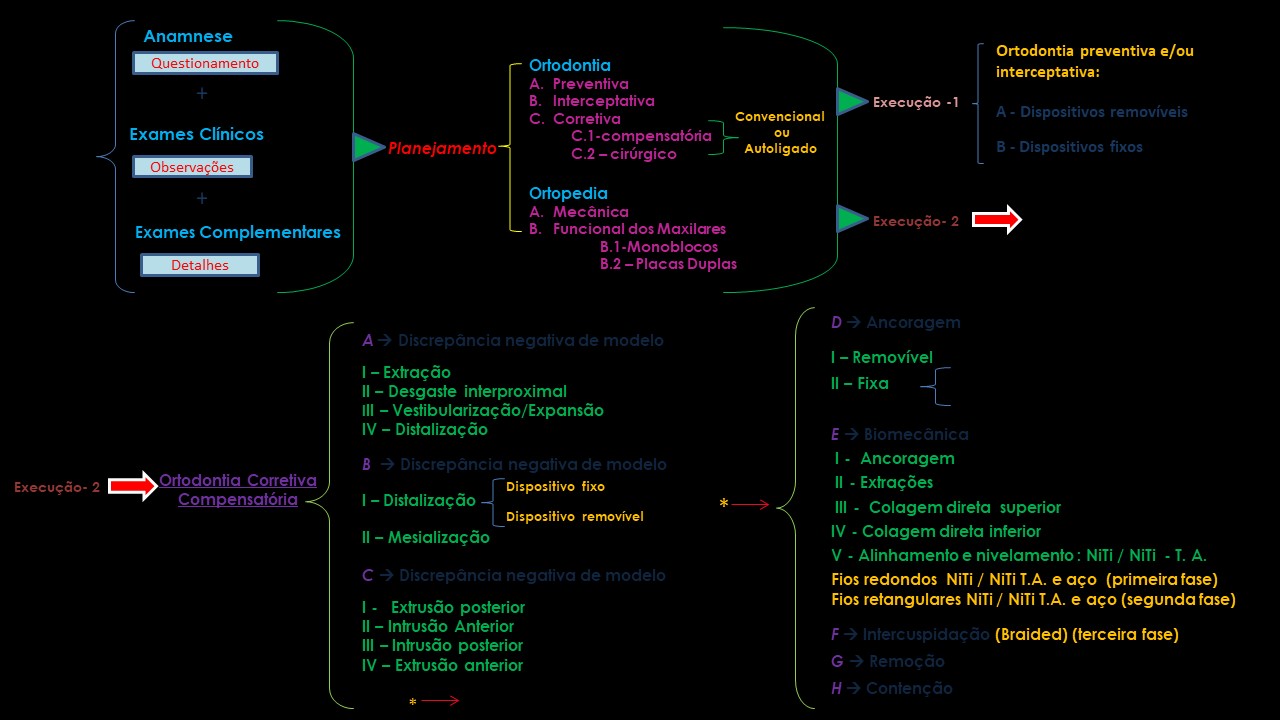 Anamnese
Questionamento
+
Exames Clínicos
Observações
+
Exames Complementares
Detalhes
Planejamento
Ortodontia
A. Preventiva
B. Interceptativa
C. Corretiva
C.1-compensatória
C.2 – cirúrgico
Convencional
ou
Autoligado
Ortopedia
A. Mecânica
B. Funcional dos Maxilares
B.1-Monoblocos
B.2 – Placas Duplas
Execução -1
Ortodontia preventiva e/ou
interceptativa:
A - Dispositivos removíveis
B - Dispositivos fixos
Execução- 2
Execução- 2
Ortodontia Corretiva
Compensatória
A → Discrepância negativa de modelo
I – Extração
II – Desgaste interproximal
III – Vestibularização/Expansão
IV – Distalização
B → Discrepância negativa de modelo
I – Distalização
Dispositivo fixo
Dispositivo removível
II – Mesialização
C → Discrepância negativa de modelo
I - Extrusão posterior
II – Intrusão Anterior
III – Intrusão posterior
IV – Extrusão anterior
* →
* →
D → Ancoragem
I – Removível
II – Fixa
E → Biomecânica
I - Ancoragem
II - Extrações
III - Colagem direta superior
IV - Colagem direta inferior
V - Alinhamento e nivelamento : NiTi / NiTi - T. A.
Fios redondos NiTi / NiTi T.A. e aço (primeira fase)
Fios retangulares NiTi / NiTi T.A. e aço (segunda fase)
F → Intercuspidação (Braided) (terceira fase)
G → Remoção
H → Contenção